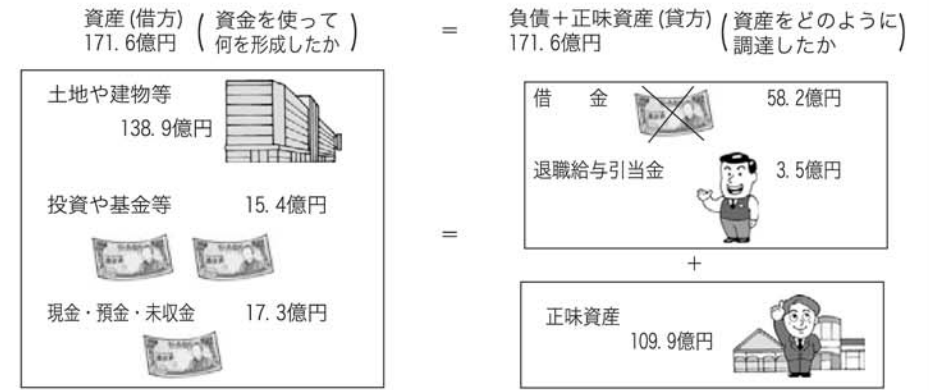 資産(借方)
171.6億円
(資金を使って
何を形成したか)
＝
負債＋正味資産(貸方)
171.6億円
(資産をどのように
調達したか)
土地や建物等
138.9億円
投資や基金等 15.4億円
現金・預金・未収金 17.3億円
＝
借 金 58.2億円
退職給与引当金 3.5億円
＋
正味資産
109.9億円